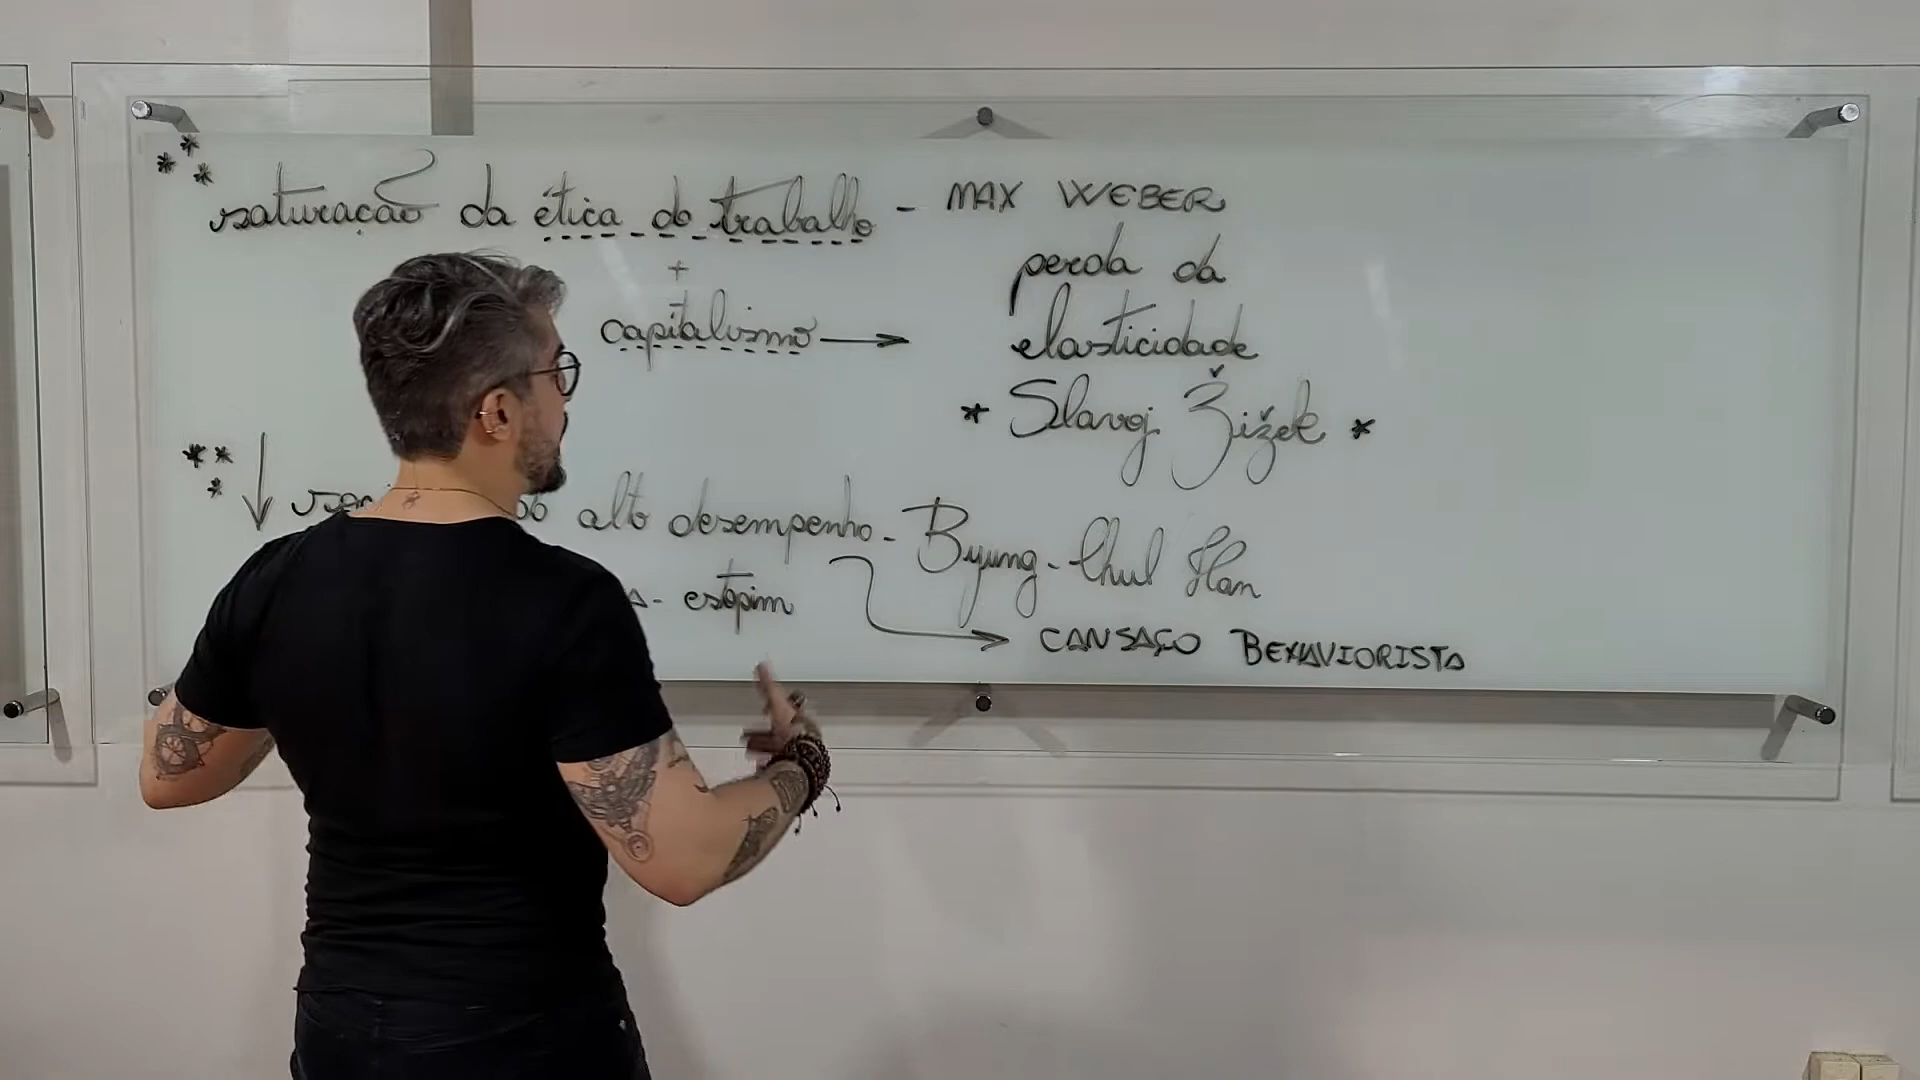 saturação da ética do trabalho - MAX WEBER
+
capitalismo → perda da
elasticidade
* Slavoj Žižek *
↓ alto desempenho - Byung-Chul Han
- estopim
→ CANSAÇO BEHAVIORISTA